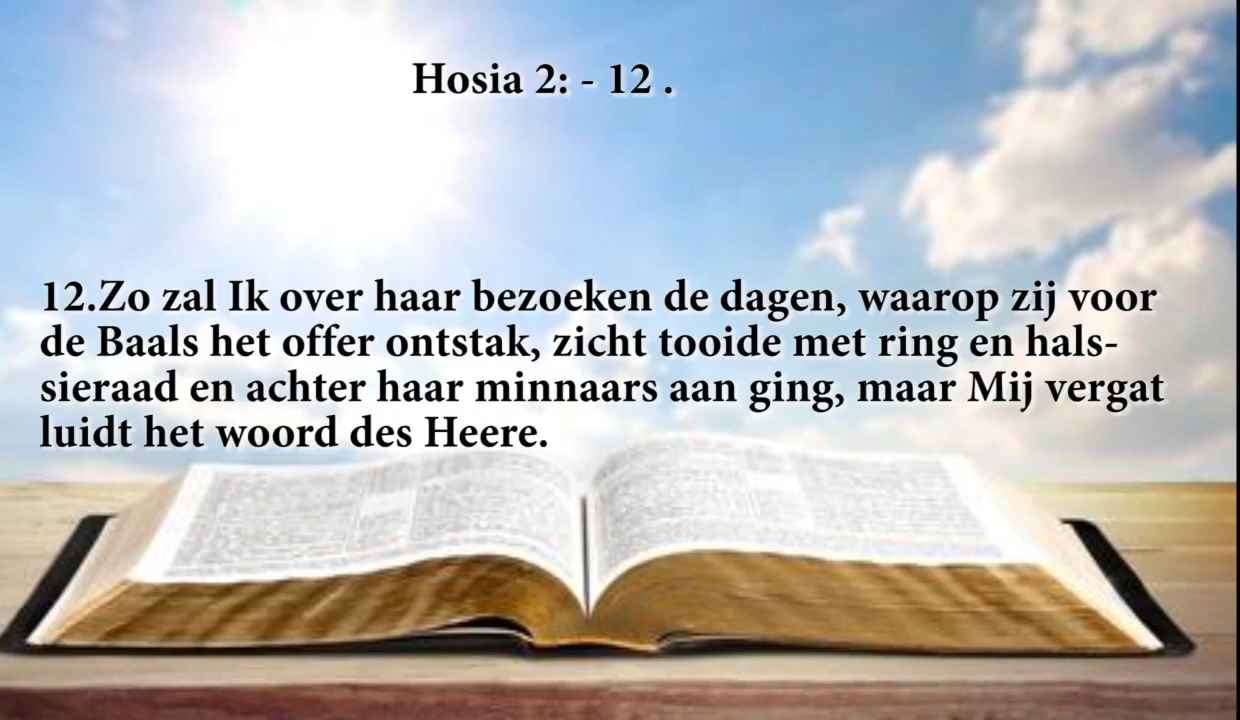 Hosia 2: - 12 .
12.Zo zal Ik over haar bezoeken de dagen, waarop zij voor
de Baals het offer ontstak, zicht tooide met ring en hals-
sieraad en achter haar minnaars aan ging, maar Mij vergat
luidt het woord des Heere.